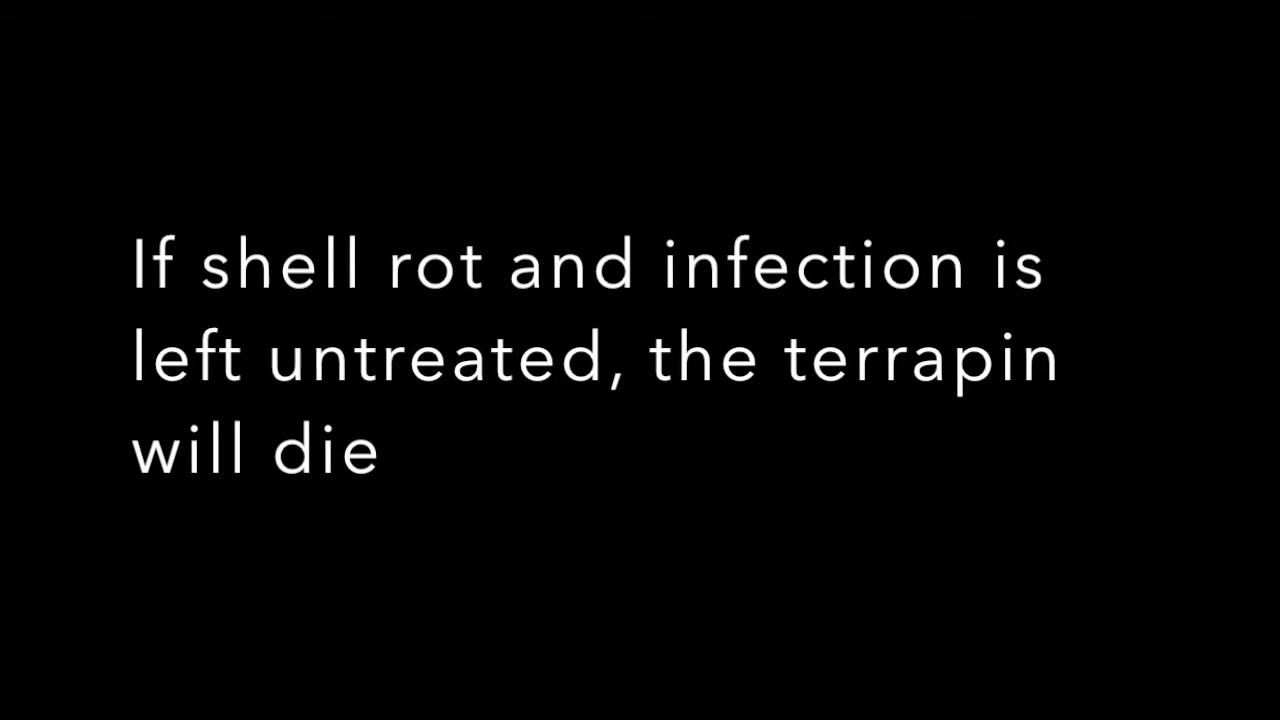 If shell rot and infection is
left untreated, the terrapin
will die